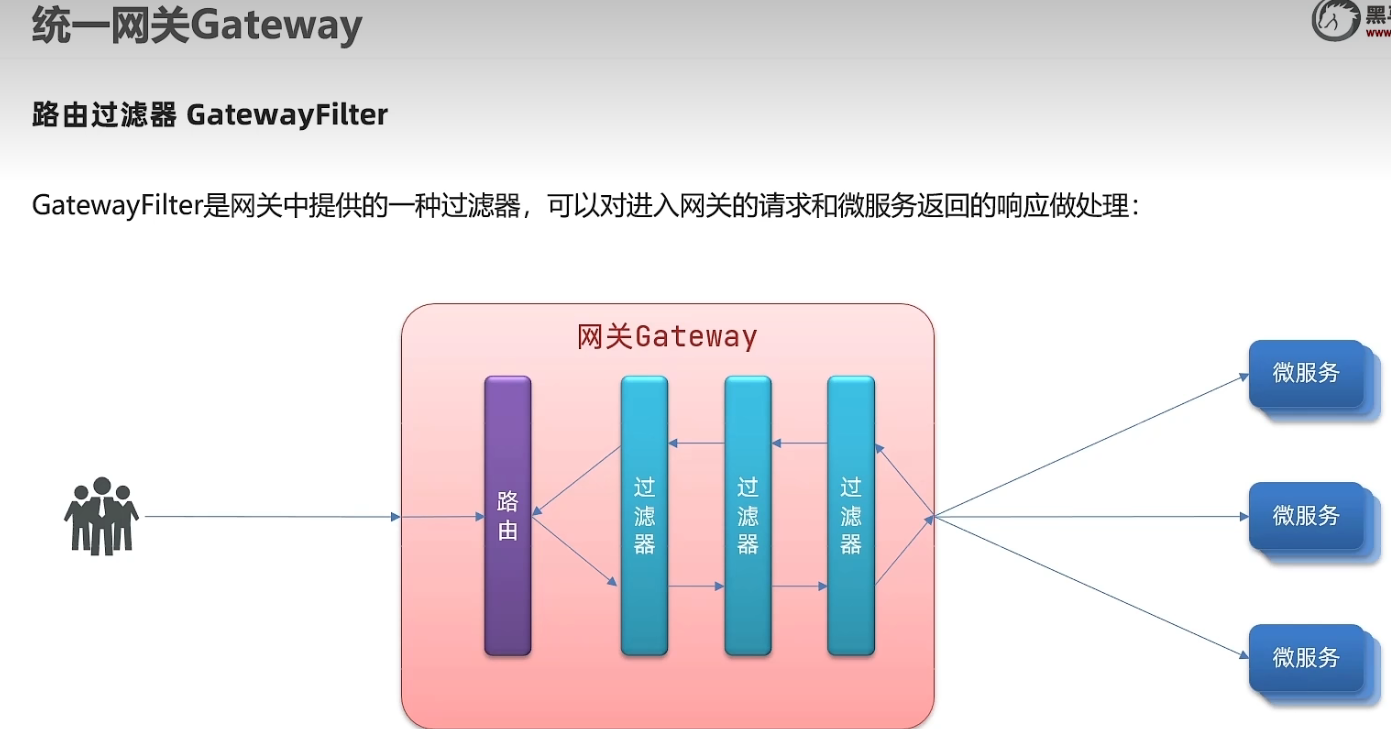 统一网关Gateway
黑
www
路由过滤器 GatewayFilter
GatewayFilter是网关中提供的一种过滤器，可以对进入网关的请求和微服务返回的响应做处理：
网关Gateway
路由
过滤器
过滤器
过滤器
微服务
微服务
微服务